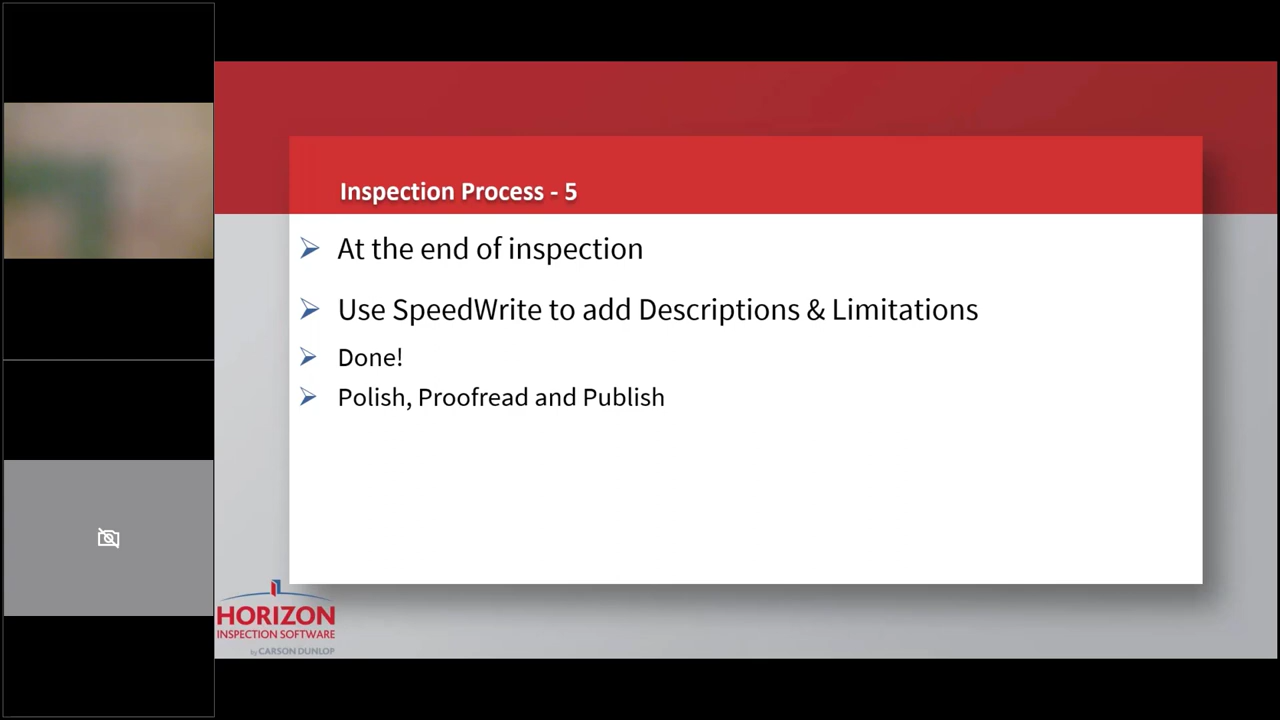 Inspection Process - 5
At the end of inspection
Use SpeedWrite to add Descriptions & Limitations
Done!
Polish, Proofread and Publish
HORIZON
INSPECTION SOFTWARE
by CARSON DUNLOP